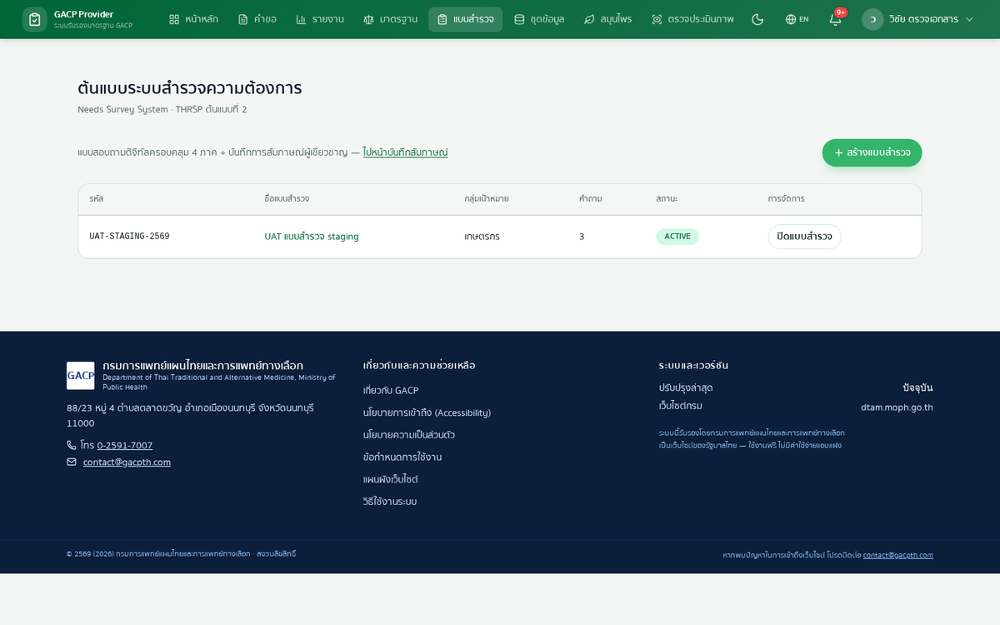 GACP Provider
ระบบรับรองมาตรฐาน GACP
หน้าหลัก
คำขอ
รายงาน
มาตรฐาน
แบบสำรวจ
ชุดข้อมูล
สมุนไพร
ตรวจประเมินภาพ
EN
9+
ว
วิชัย ตรวจเอกสาร
ต้นแบบระบบสำรวจความต้องการ
Needs Survey System · THRSP ต้นแบบที่ 2
แบบสอบถามดิจิทัลครอบคลุม 4 ภาค + บันทึกการสัมภาษณ์ผู้เชี่ยวชาญ — ไปหน้าบันทึกสัมภาษณ์
+ สร้างแบบสำรวจ
รหัส ชื่อแบบสำรวจ กลุ่มเป้าหมาย คำถาม สถานะ การจัดการ
UAT-STAGING-2569 UAT แบบสำรวจ staging เกษตรกร 3 ACTIVE ปิดแบบสำรวจ
GACP
กรมการแพทย์แผนไทยและการแพทย์ทางเลือก
Department of Thai Traditional and Alternative Medicine, Ministry of
Public Health
88/23 หมู่ 4 ตำบลตลาดขวัญ อำเภอเมืองนนทบุรี จังหวัดนนทบุรี
11000
โทร 0-2591-7007
contact@gacpth.com
เกี่ยวกับและความช่วยเหลือ
เกี่ยวกับ GACP
นโยบายการเข้าถึง (Accessibility)
นโยบายความเป็นส่วนตัว
ข้อกำหนดการใช้งาน
แผนผังเว็บไซต์
วิธีใช้งานระบบ
ระบบและเวอร์ชัน
ปรับปรุงล่าสุด ปัจจุบัน
เว็บไซต์กรม dtam.moph.go.th
ระบบนี้รับรองโดยกรมการแพทย์แผนไทยและการแพทย์ทางเลือก
เป็นเว็บไซต์ของรัฐบาลไทย — ใช้งานฟรี ไม่มีค่าใช้จ่ายแอบแฝง
© 2569 (2026) กรมการแพทย์แผนไทยและการแพทย์ทางเลือก · สงวนลิขสิทธิ์
หากพบปัญหาในการเข้าถึงเว็บไซต์ โปรดติดต่อ contact@gacpth.com